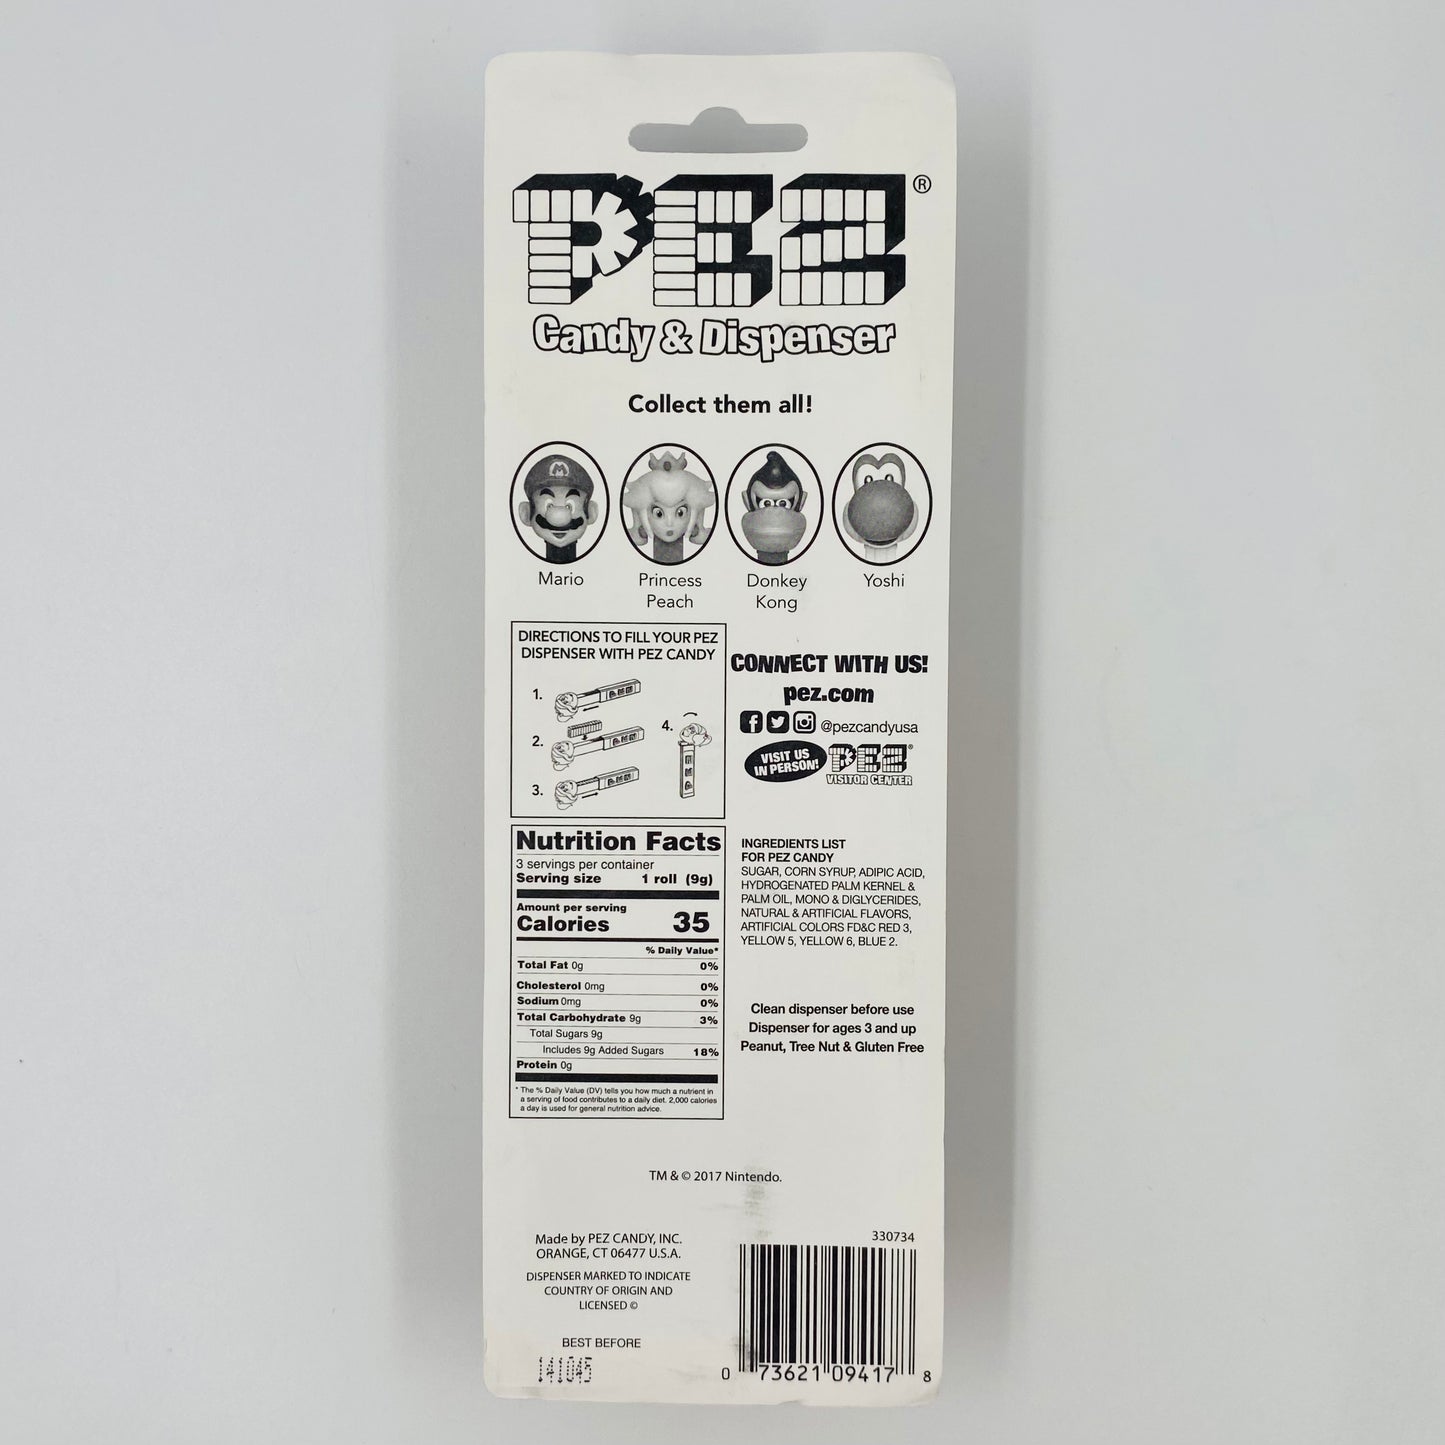 PEZ®
Candy & Dispenser
Collect them all!
Mario
Princess
Peach
Donkey
Kong
Yoshi
DIRECTIONS TO FILL YOUR PEZ
DISPENSER WITH PEZ CANDY
1.
2.
3.
4.
CONNECT WITH US!
pez.com
@pezcandyusa
VISIT US
IN PERSON!
PEZ®
VISITOR CENTER
Nutrition Facts
3 servings per container
Serving size 1 roll (9g)
Amount per serving
Calories 35
% Daily Value*
Total Fat 0g 0%
Cholesterol 0mg 0%
Sodium 0mg 0%
Total Carbohydrate 9g 3%
Total Sugars 9g
Includes 9g Added Sugars 18%
Protein 0g
* The % Daily Value (DV) tells you how much a nutrient in
a serving of food contributes to a daily diet. 2,000 calories
a day is used for general nutrition advice.
INGREDIENTS LIST
FOR PEZ CANDY
SUGAR, CORN SYRUP, ADIPIC ACID,
HYDROGENATED PALM KERNEL &
PALM OIL, MONO & DIGLYCERIDES,
NATURAL & ARTIFICIAL FLAVORS,
ARTIFICIAL COLORS FD&C RED 3,
YELLOW 5, YELLOW 6, BLUE 2.
Clean dispenser before use
Dispenser for ages 3 and up
Peanut, Tree Nut & Gluten Free
TM & © 2017 Nintendo.
Made by PEZ CANDY, INC.
ORANGE, CT 06477 U.S.A.
DISPENSER MARKED TO INDICATE
COUNTRY OF ORIGIN AND
LICENSED ©
BEST BEFORE
141045
330734
0 73621 09417 8